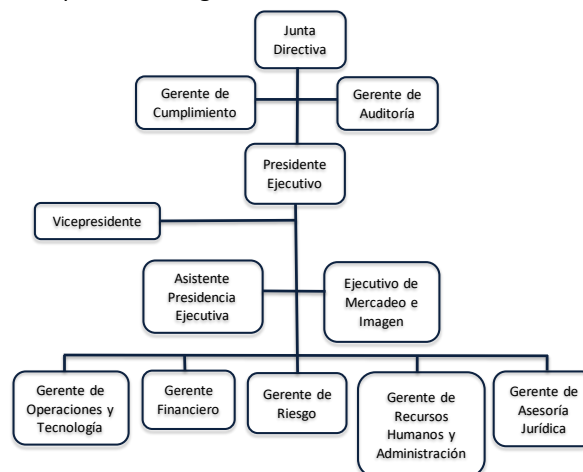 Junta
Directiva
Gerente de
Cumplimiento
Gerente de
Auditoría
Presidente
Ejecutivo
Vicepresidente
Asistente
Presidencia
Ejecutiva
Ejecutivo de
Mercadeo e
Imagen
Gerente de
Operaciones y
Tecnología
Gerente
Financiero
Gerente de
Riesgo
Gerente de
Recursos
Humanos y
Administración
Gerente de
Asesoría
Jurídica